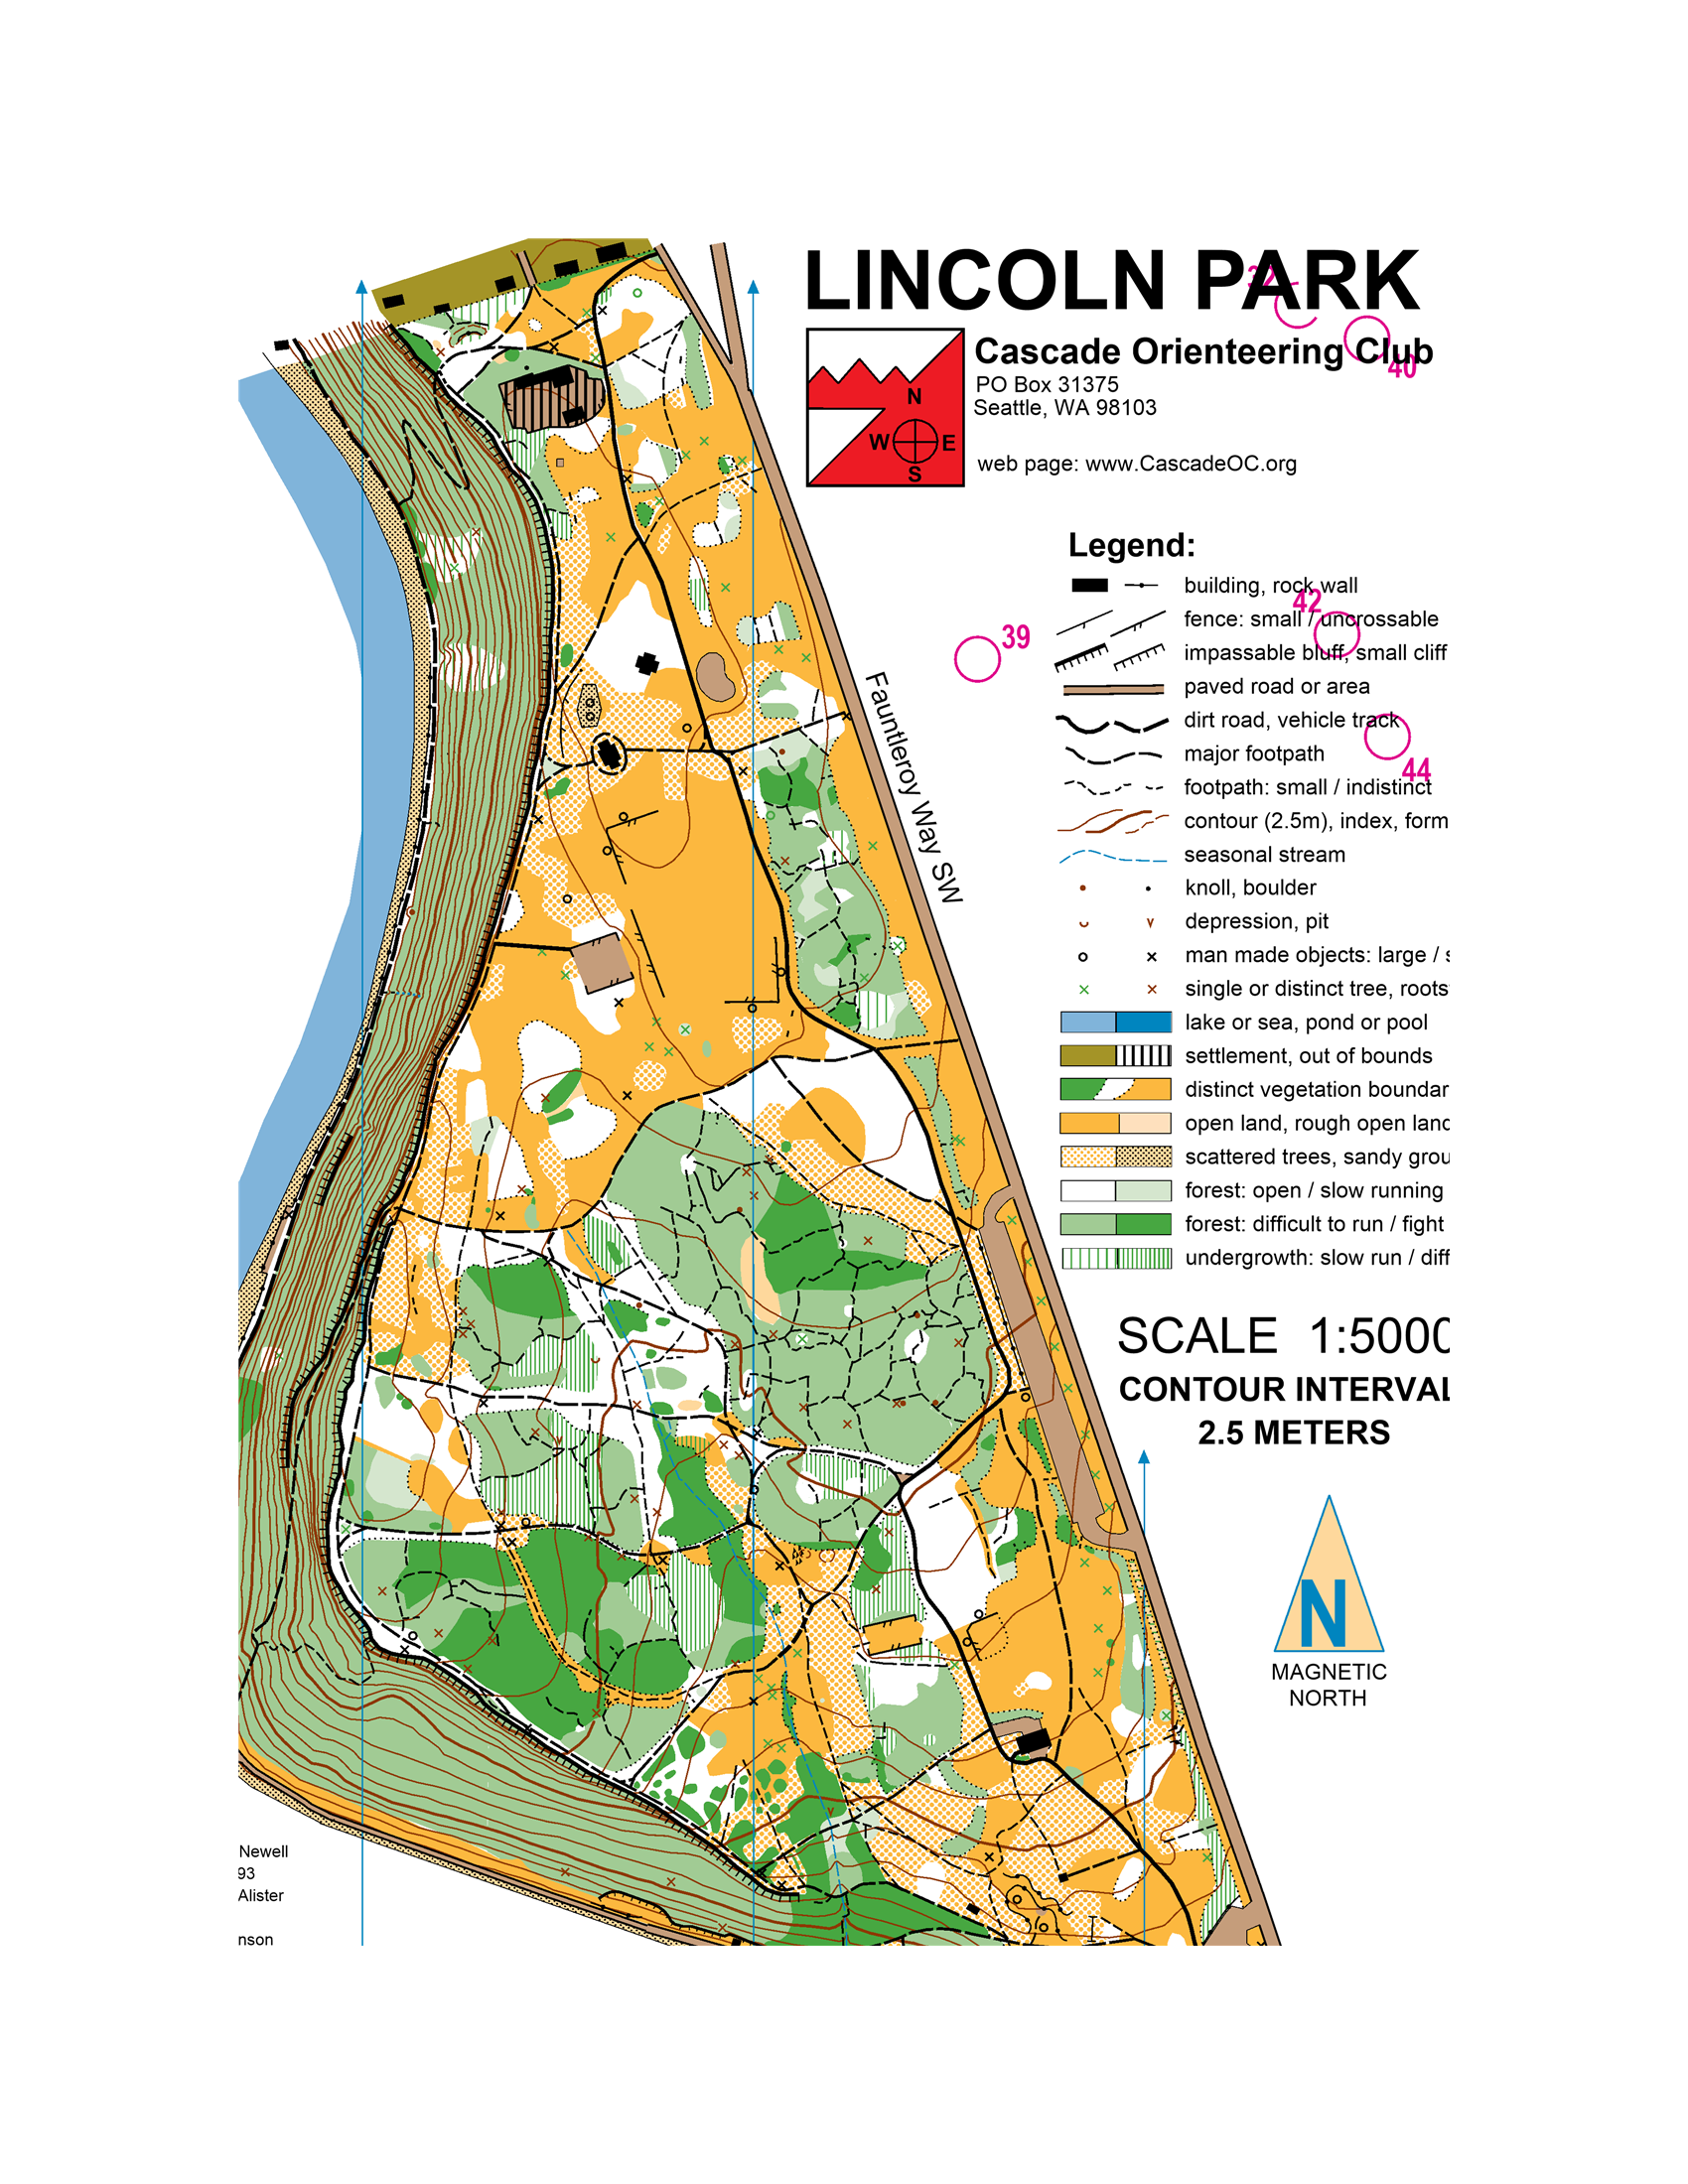 LINCOLN PARK
32
Cascade Orienteering Club
40
PO Box 31375
Seattle, WA 98103
N
W E
S
web page: www.CascadeOC.org
Legend:
building, rock wall
42
fence: small / uncrossable
39
impassable bluff, small cliff
paved road or area
dirt road, vehicle track
major footpath
44
footpath: small / indistinct
contour (2.5m), index, form
seasonal stream
knoll, boulder
depression, pit
man made objects: large / s
single or distinct tree, roots
lake or sea, pond or pool
settlement, out of bounds
distinct vegetation boundar
open land, rough open land
scattered trees, sandy grou
forest: open / slow running
forest: difficult to run / fight
undergrowth: slow run / diff
Fauntleroy Way SW
SCALE 1:5000
CONTOUR INTERVAL
2.5 METERS
N
MAGNETIC
NORTH
Newell
93
Alister
nson